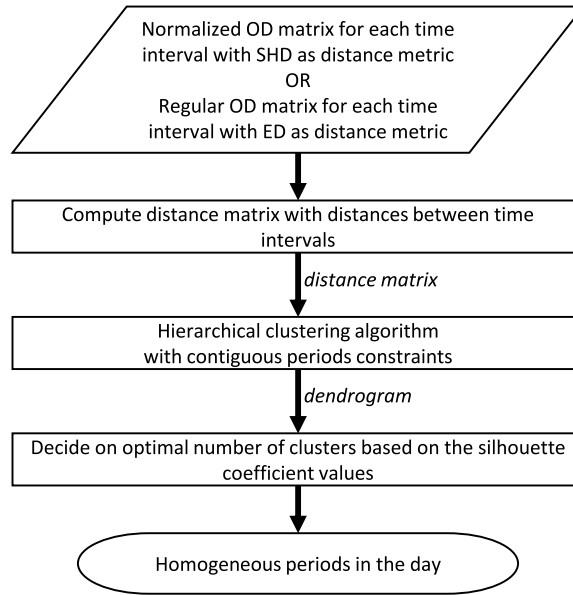 Normalized OD matrix for each time
interval with SHD as distance metric
OR
Regular OD matrix for each time
interval with ED as distance metric
Compute distance matrix with distances between time
intervals
distance matrix
Hierarchical clustering algorithm
with contiguous periods constraints
dendrogram
Decide on optimal number of clusters based on the silhouette
coefficient values
Homogeneous periods in the day